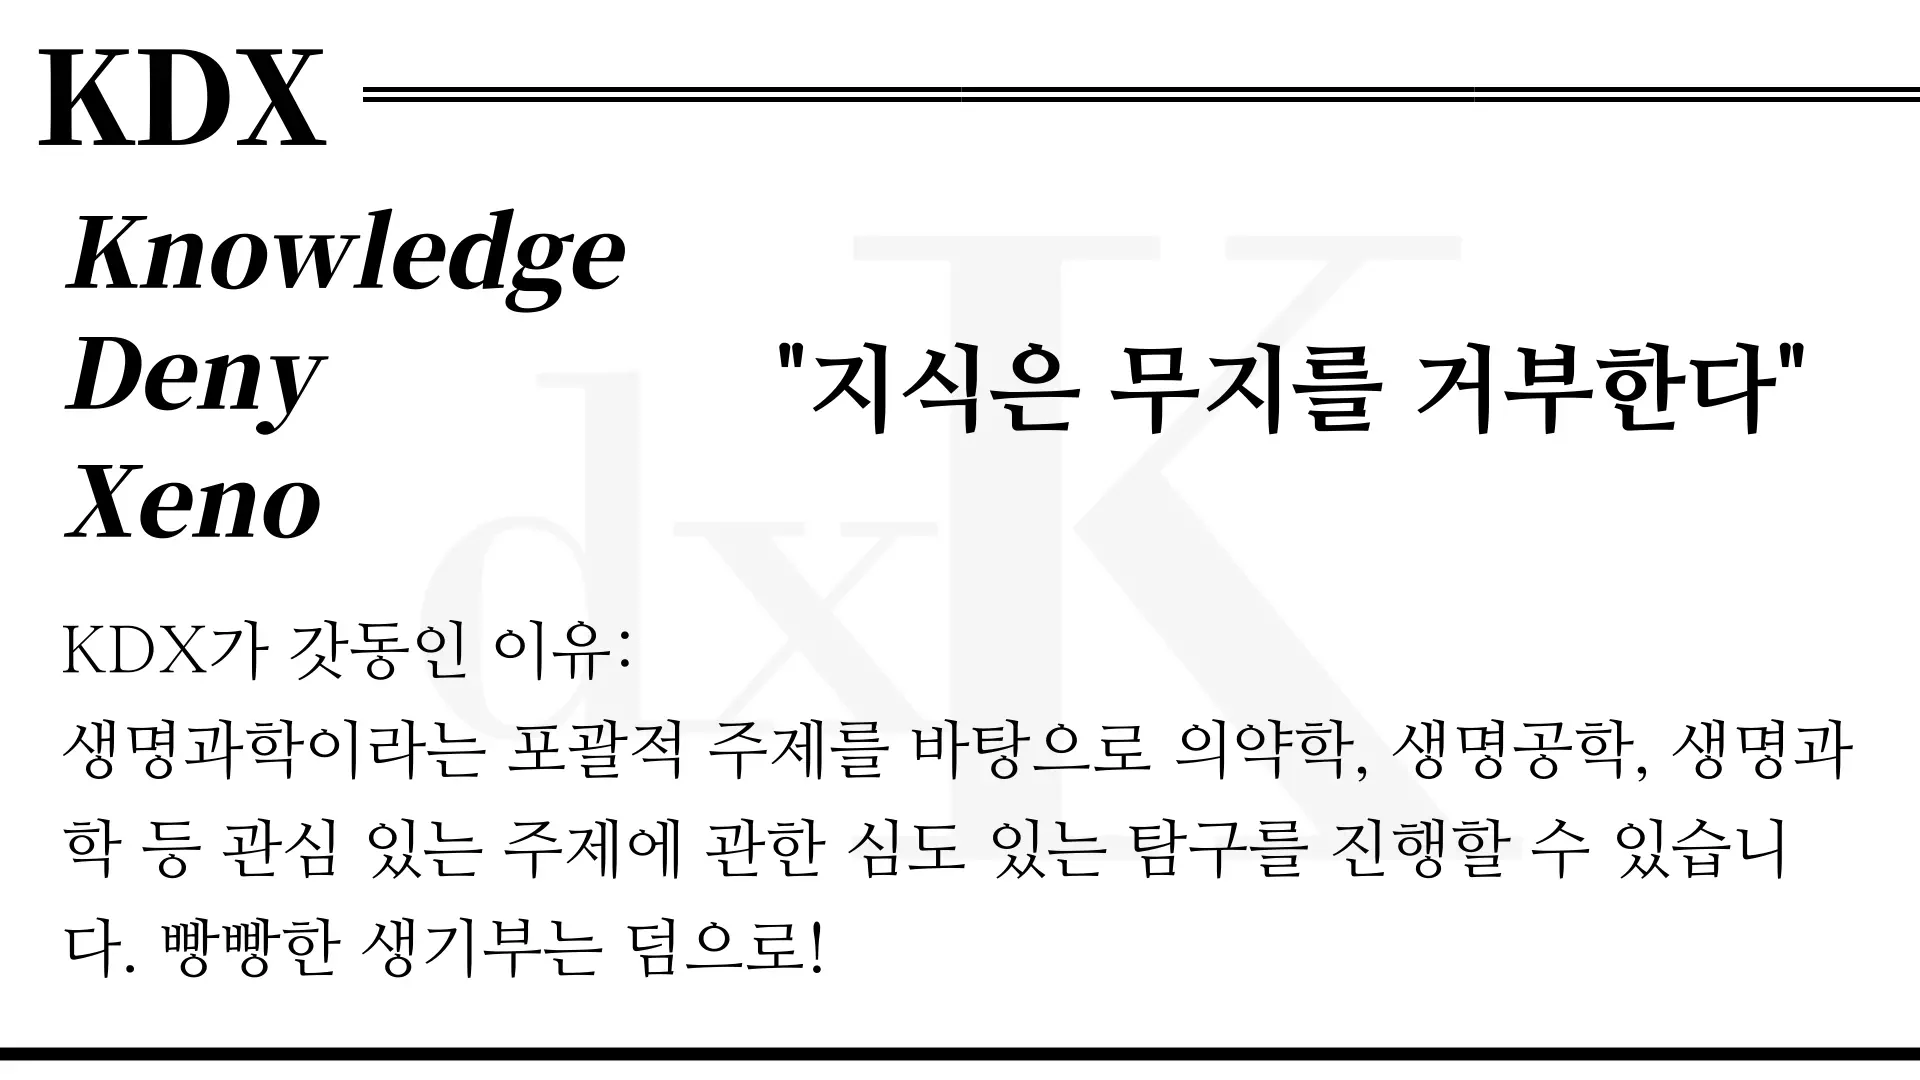 KDX
Knowledge
Deny
"지식은 무지를 거부한다"
Xeno
KDX가 갓동인 이유:
생명과학이라는 포괄적 주제를 바탕으로 의약학, 생명공학, 생명과
학 등 관심 있는 주제에 관한 심도 있는 탐구를 진행할 수 있습니
다. 빵빵한 생기부는 덤으로!
dxK